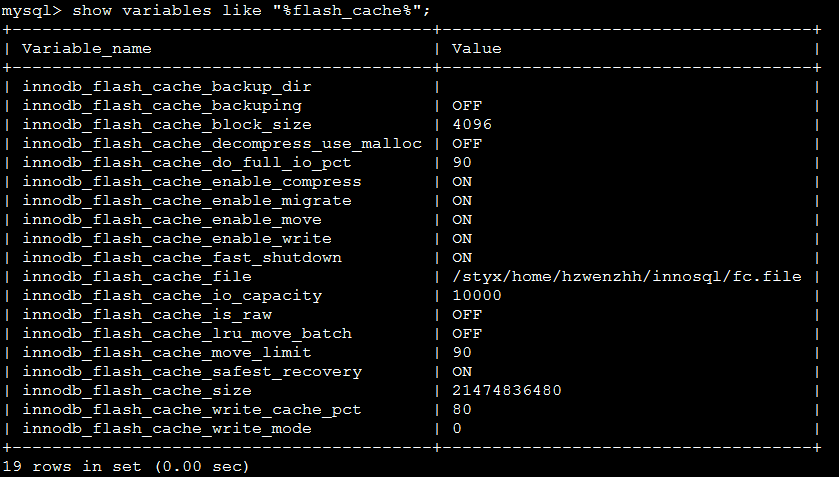 mysql> show variables like "%flash_cache%";
+-----------------------------------------+------------------------------------+
| Variable_name                           | Value                              |
+-----------------------------------------+------------------------------------+
| innodb_flash_cache_backup_dir           |                                    |
| innodb_flash_cache_backuping            | OFF                                |
| innodb_flash_cache_block_size           | 4096                               |
| innodb_flash_cache_decompress_use_malloc | OFF                                |
| innodb_flash_cache_do_full_io_pct       | 90                                 |
| innodb_flash_cache_enable_compress      | ON                                 |
| innodb_flash_cache_enable_migrate       | ON                                 |
| innodb_flash_cache_enable_move          | ON                                 |
| innodb_flash_cache_enable_write         | ON                                 |
| innodb_flash_cache_fast_shutdown        | ON                                 |
| innodb_flash_cache_file                 | /styx/home/hzwenzhh/innosql/fc.file |
| innodb_flash_cache_io_capacity          | 10000                              |
| innodb_flash_cache_is_raw               | OFF                                |
| innodb_flash_cache_lru_move_batch       | OFF                                |
| innodb_flash_cache_move_limit           | 90                                 |
| innodb_flash_cache_safest_recovery      | ON                                 |
| innodb_flash_cache_size                 | 21474836480                        |
| innodb_flash_cache_write_cache_pct      | 80                                 |
| innodb_flash_cache_write_mode           | 0                                  |
+-----------------------------------------+------------------------------------+
19 rows in set (0.00 sec)